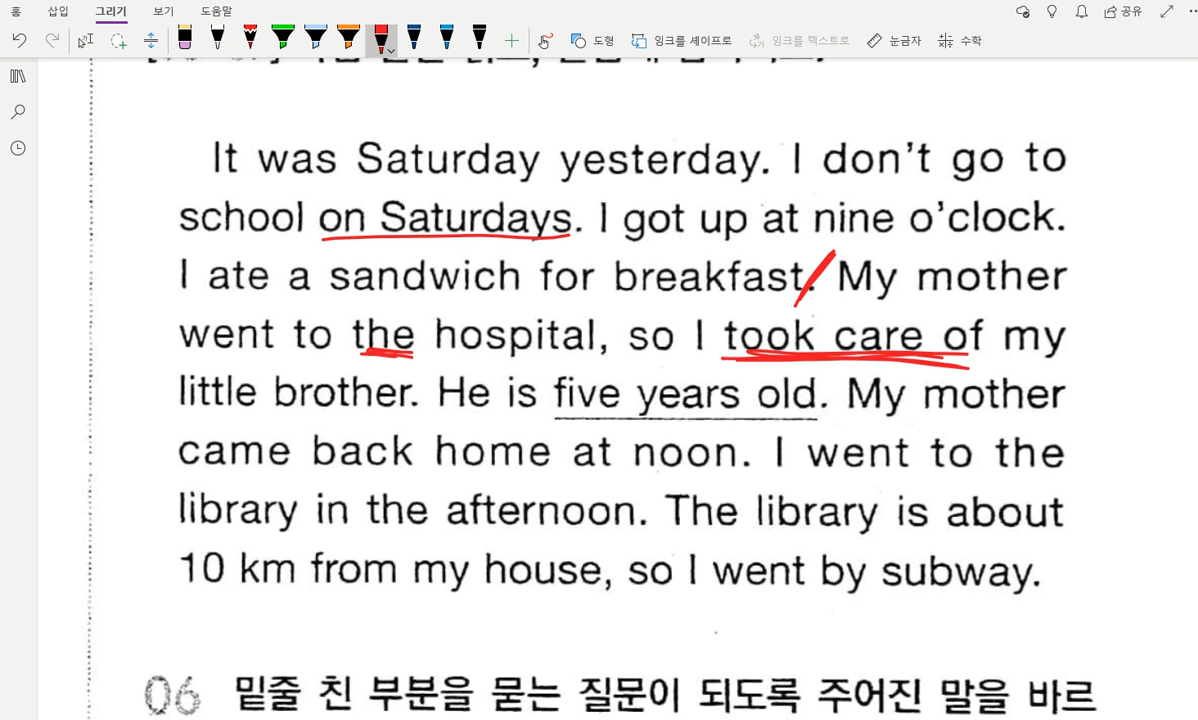 홈 삽입 그리기 보기 도움말 공유
도형 잉크를 셰이프로 잉크를 텍스트로 눈금자 수학
It was Saturday yesterday. I don't go to
school on Saturdays. I got up at nine o'clock.
I ate a sandwich for breakfast. My mother
went to the hospital, so I took care of my
little brother. He is five years old. My mother
came back home at noon. I went to the
library in the afternoon. The library is about
10 km from my house, so I went by subway.
06 밑줄 친 부분을 묻는 질문이 되도록 주어진 말을 바르